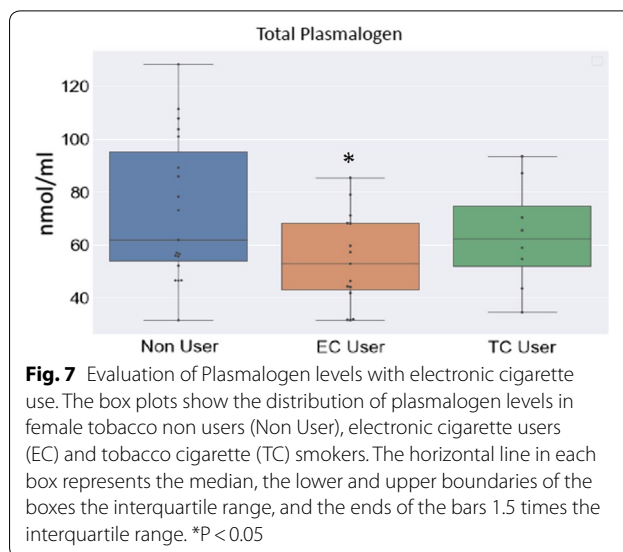 Total Plasmalogen
nmol/ml
120
100
80
60
40
*
Non User
EC User
TC User
Fig. 7 Evaluation of Plasmalogen levels with electronic cigarette
use. The box plots show the distribution of plasmalogen levels in
female tobacco non users (Non User), electronic cigarette users
(EC) and tobacco cigarette (TC) smokers. The horizontal line in each
box represents the median, the lower and upper boundaries of the
boxes the interquartile range, and the ends of the bars 1.5 times the
interquartile range. *P < 0.05